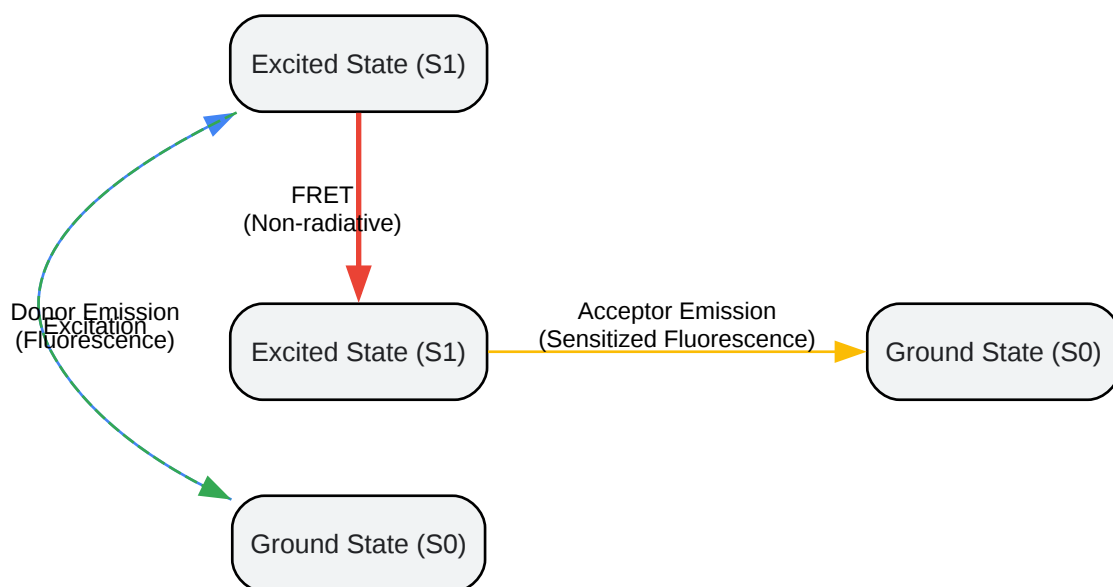 Excited State (S1)
FRET
(Non-radiative)
Donor Emission
(Fluorescence)
Excitation
Excited State (S1)
Acceptor Emission
(Sensitized Fluorescence)
Ground State (S0)
Ground State (S0)